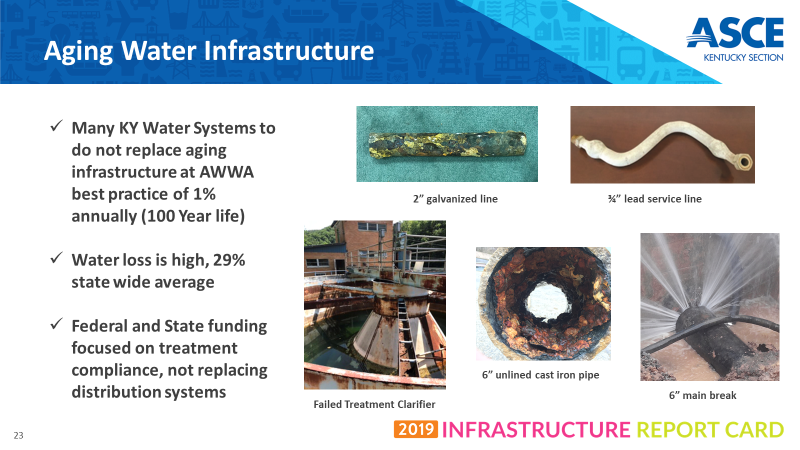 Aging Water Infrastructure
ASCE
KENTUCKY SECTION
✓ Many KY Water Systems to
do not replace aging
infrastructure at AWWA
best practice of 1%
annually (100 Year life)
✓ Water loss is high, 29%
state wide average
✓ Federal and State funding
focused on treatment
compliance, not replacing
distribution systems
2” galvanized line
¾” lead service line
Failed Treatment Clarifier
6” unlined cast iron pipe
6” main break
23
2019 INFRASTRUCTURE REPORT CARD